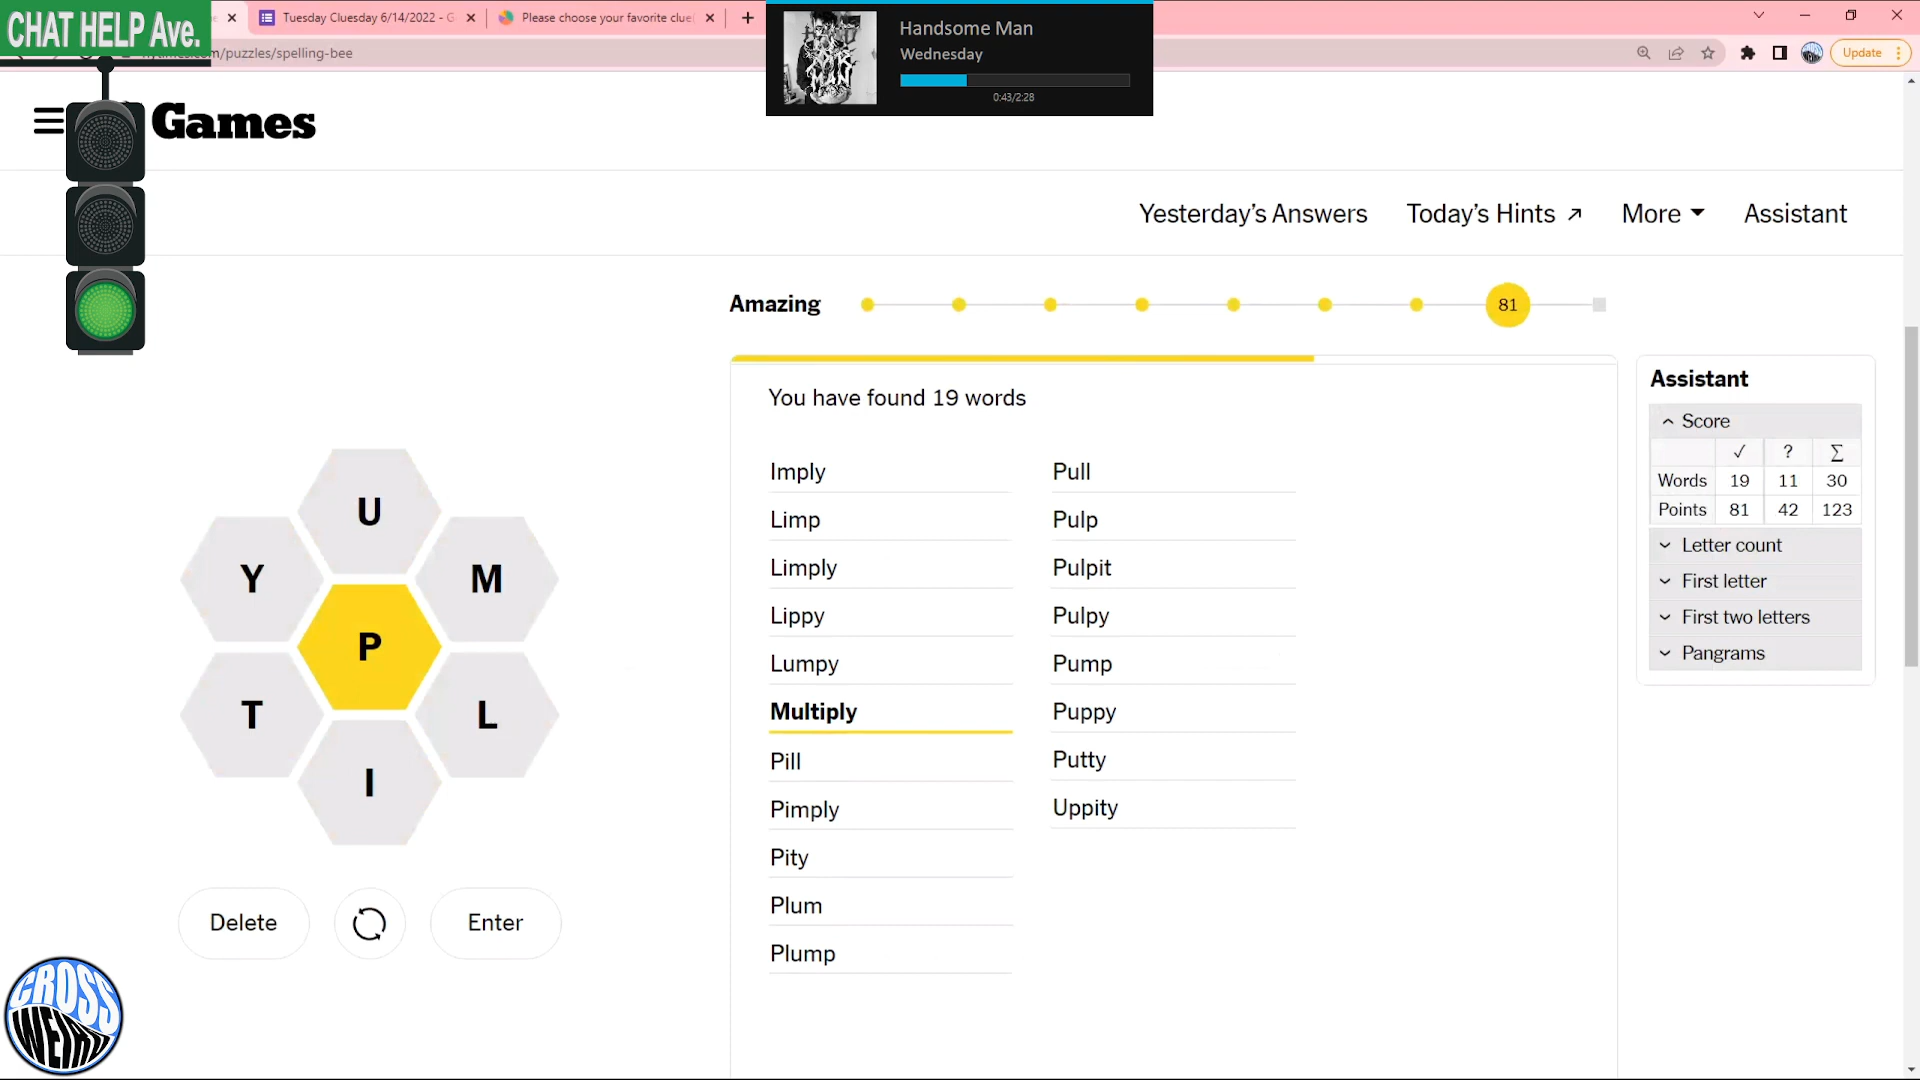 CHAT HELP Ave.
Tuesday Cluesday 6/14/2022 - G
Please choose your favorite clue(
Handsome Man
Wednesday
0:43/2:28
nytimes.com/puzzles/spelling-bee
Update
Games
Yesterday's Answers
Today's Hints
More
Assistant
Amazing
81
You have found 19 words
Imply
Limp
Limply
Lippy
Lumpy
Multiply
Pill
Pimply
Pity
Plum
Plump
Pull
Pulp
Pulpit
Pulpy
Pump
Puppy
Putty
Uppity
Assistant
Score
✓ ? ∑
Words 19 11 30
Points 81 42 123
Letter count
First letter
First two letters
Pangrams
U
Y
M
P
T
L
I
Delete
Enter
CROSS
WEIRD